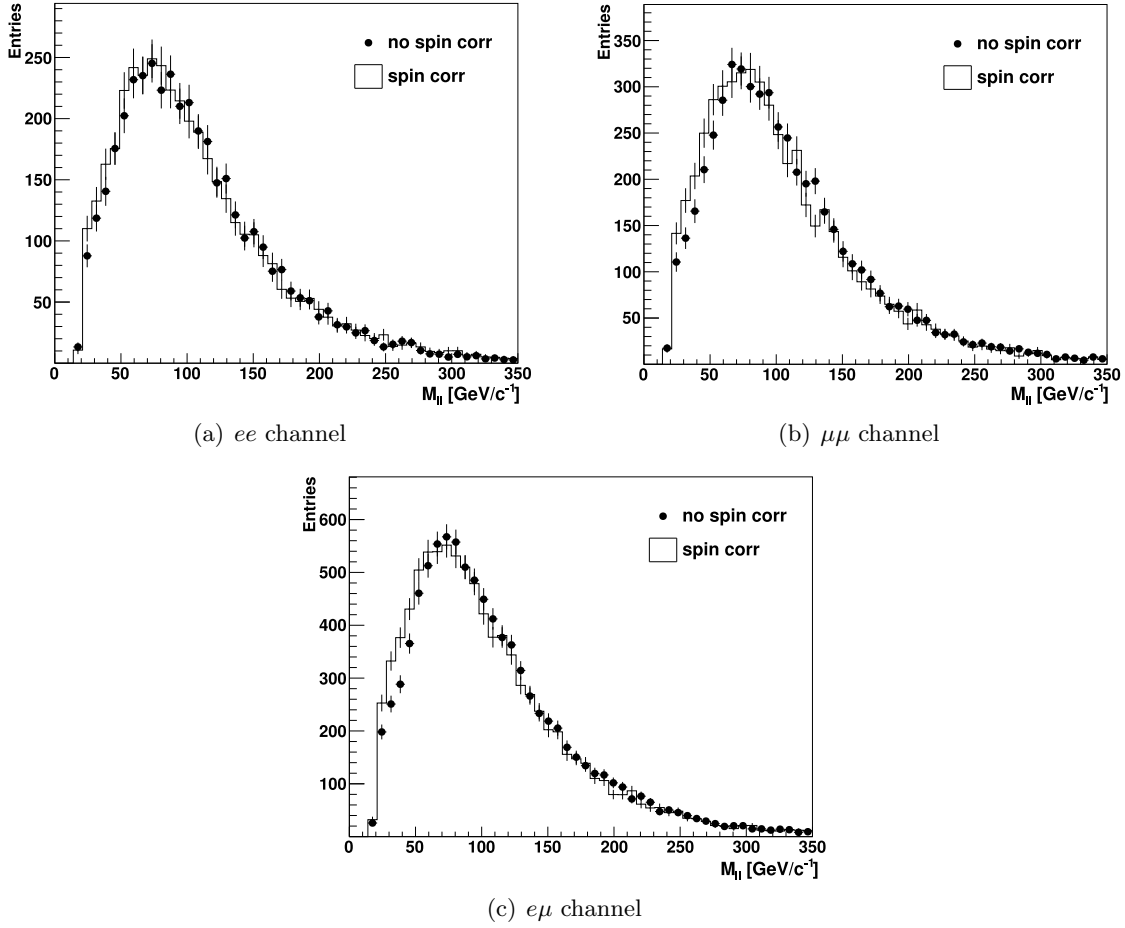 Entries
no spin corr
spin corr
250
200
150
100
50
0 50 100 150 200 250 300 350
M_ll [GeV/c⁻¹]
(a) ee channel
Entries
no spin corr
spin corr
350
300
250
200
150
100
50
0 50 100 150 200 250 300 350
M_ll [GeV/c⁻¹]
(b) μμ channel
Entries
no spin corr
spin corr
600
500
400
300
200
100
0 50 100 150 200 250 300 350
M_ll [GeV/c⁻¹]
(c) eμ channel